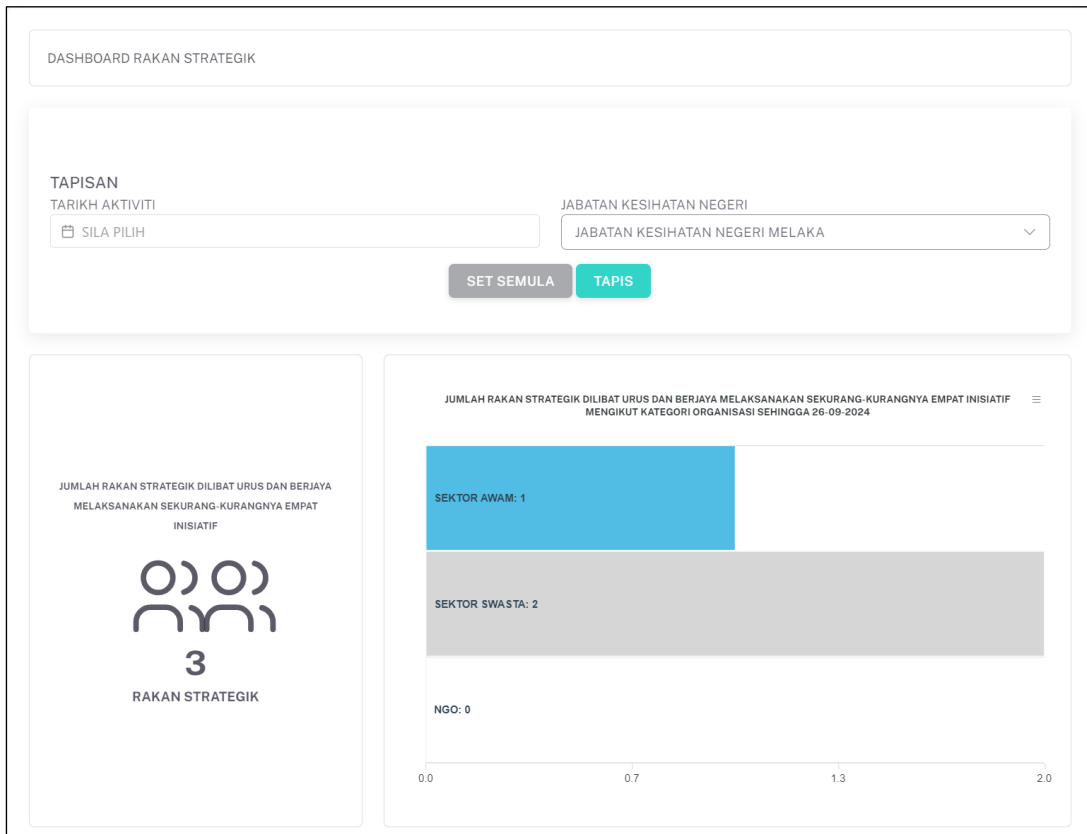 DASHBOARD RAKAN STRATEGIK
TAPISAN
TARIKH AKTIVITI
SILA PILIH
JABATAN KESIHATAN NEGERI
JABATAN KESIHATAN NEGERI MELAKA
SET SEMULA
TAPIS
JUMLAH RAKAN STRATEGIK DILIBAT URUS DAN BERJAYA
MELAKSANAKAN SEKURANG-KURANGNYA EMPAT
INISIATIF
3
RAKAN STRATEGIK
JUMLAH RAKAN STRATEGIK DILIBAT URUS DAN BERJAYA MELAKSANAKAN SEKURANG-KURANGNYA EMPAT INISIATIF
MENGIKUT KATEGORI ORGANISASI SEHINGGA 26-09-2024
SEKTOR AWAM: 1
SEKTOR SWASTA: 2
NGO: 0
0.0 0.7 1.3 2.0